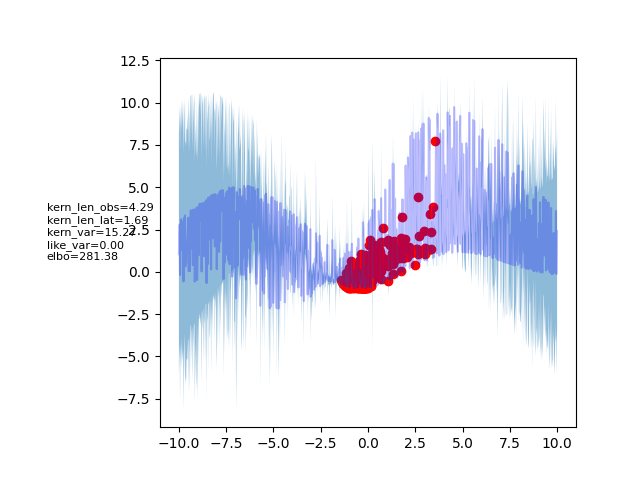 12.5
10.0
7.5
5.0
kern_len_obs=4.29
kern_len_lat=1.69
2.5
kern_var=15.22
like_var=0.00
elbo=281.38
0.0
−2.5
−5.0
−7.5
−10.0 −7.5 −5.0 −2.5 0.0 2.5 5.0 7.5 10.0